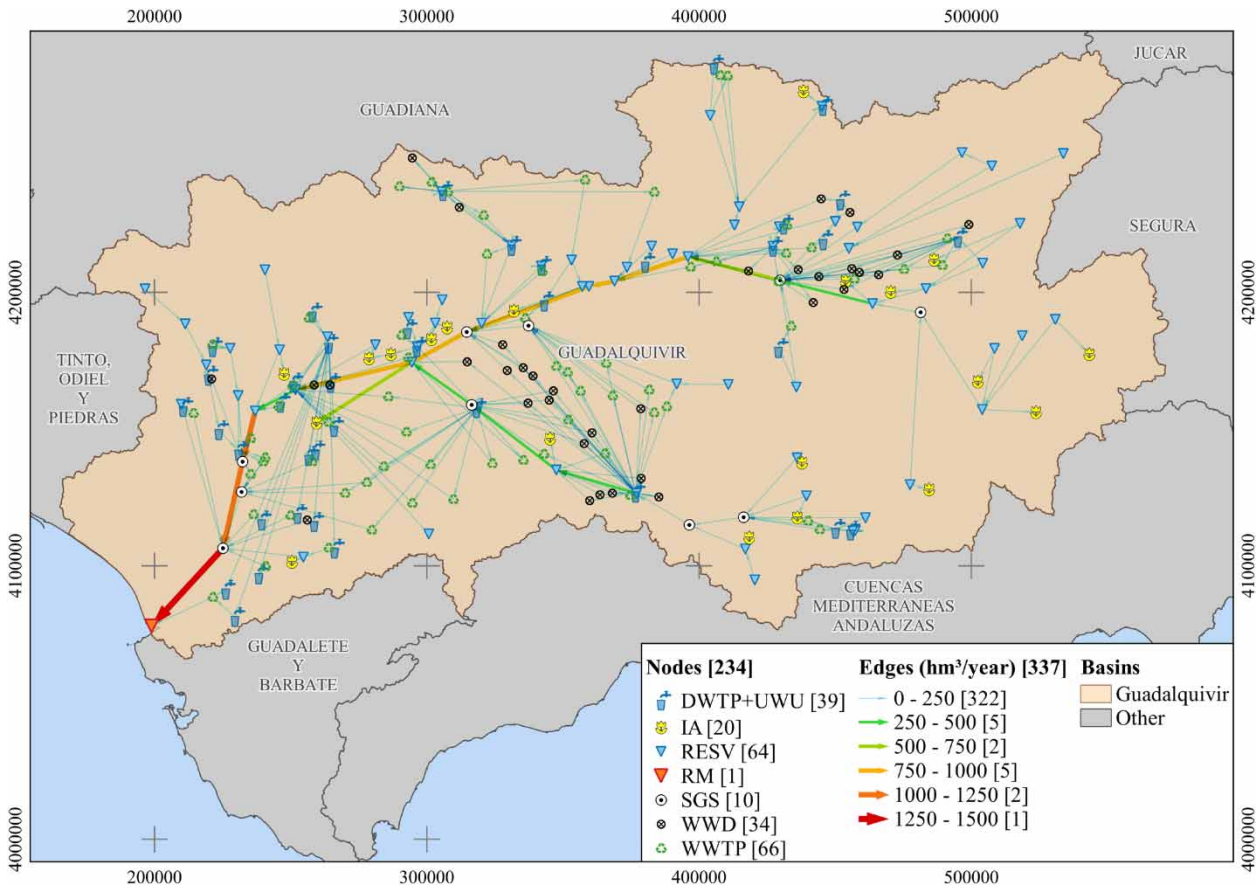 200000 300000 400000 500000
JUCAR
GUADIANA
SEGURA
4200000 4200000
TINTO,
ODIEL
Y
PIEDRAS
GUADALQUIVIR
4100000 4100000
CUENCAS
MEDITERRANEAS
ANDALUZAS
GUADALETE
Y
BARBATE
Nodes [234]
DWTP+UWU [39]
IA [20]
RESV [64]
RM [1]
SGS [10]
WWD [34]
WWTP [66]
Edges (hm³/year) [337]
0 - 250 [322]
250 - 500 [5]
500 - 750 [2]
750 - 1000 [5]
1000 - 1250 [2]
1250 - 1500 [1]
Basins
Guadalquivir
Other
4000000 4000000
200000 300000 400000 500000